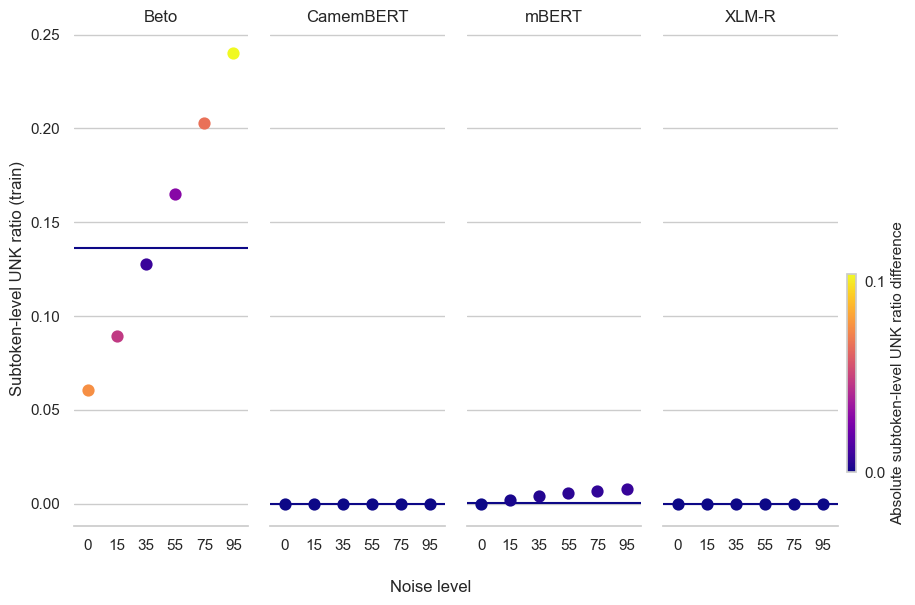 Beto CamemBERT mBERT XLM-R
Subtoken-level UNK ratio (train)
0.25
0.20
0.15
0.10
0.05
0.00
0 15 35 55 75 95 0 15 35 55 75 95 0 15 35 55 75 95 0 15 35 55 75 95
Noise level
0.1
0.0
Absolute subtoken-level UNK ratio difference